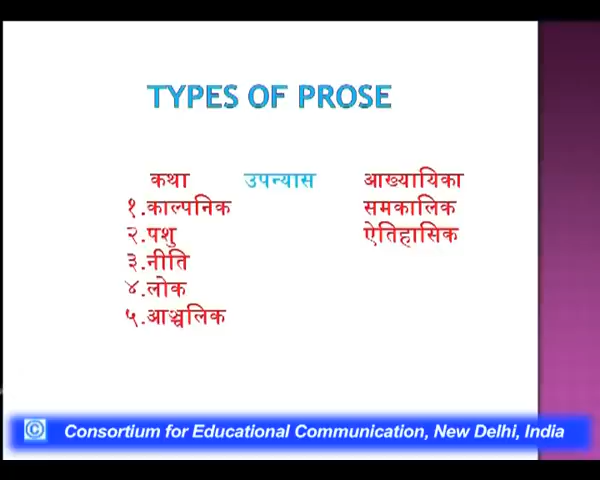 TYPES OF PROSE
कथा उपन्यास आख्यायिका
१.काल्पनिक समकालिक
२.पशु ऐतिहासिक
३.नीति
४.लोक
५.आञ्चलिक
© Consortium for Educational Communication, New Delhi, India